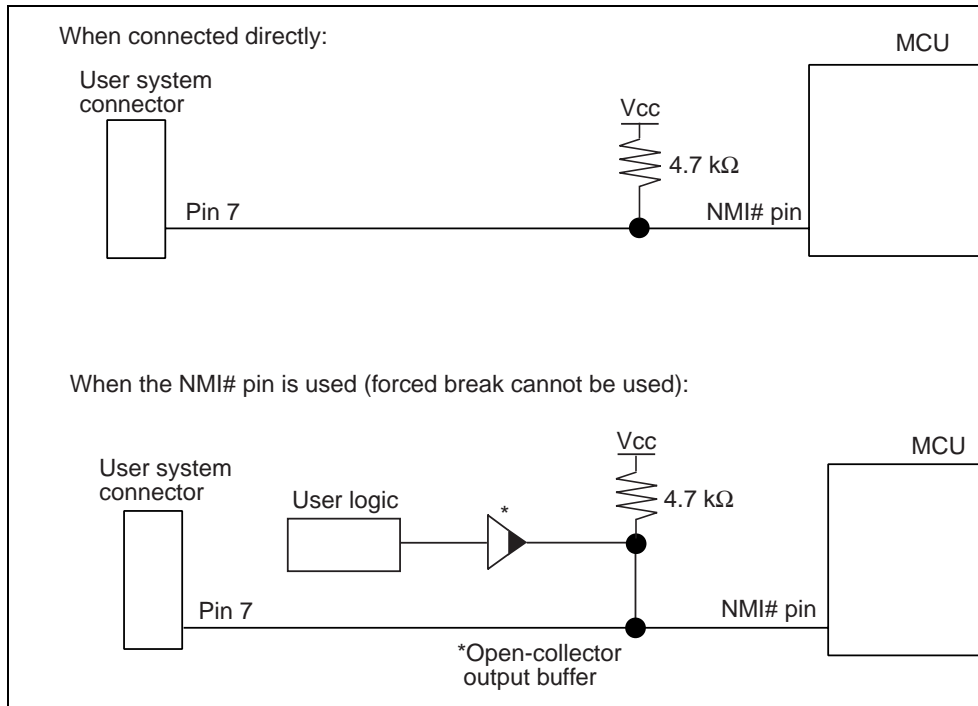 When connected directly:
MCU
User system
connector
Vcc
4.7 kΩ
Pin 7
NMI# pin
When the NMI# pin is used (forced break cannot be used):
MCU
Vcc
User system
connector
User logic
*
4.7 kΩ
Pin 7
NMI# pin
*Open-collector
output buffer